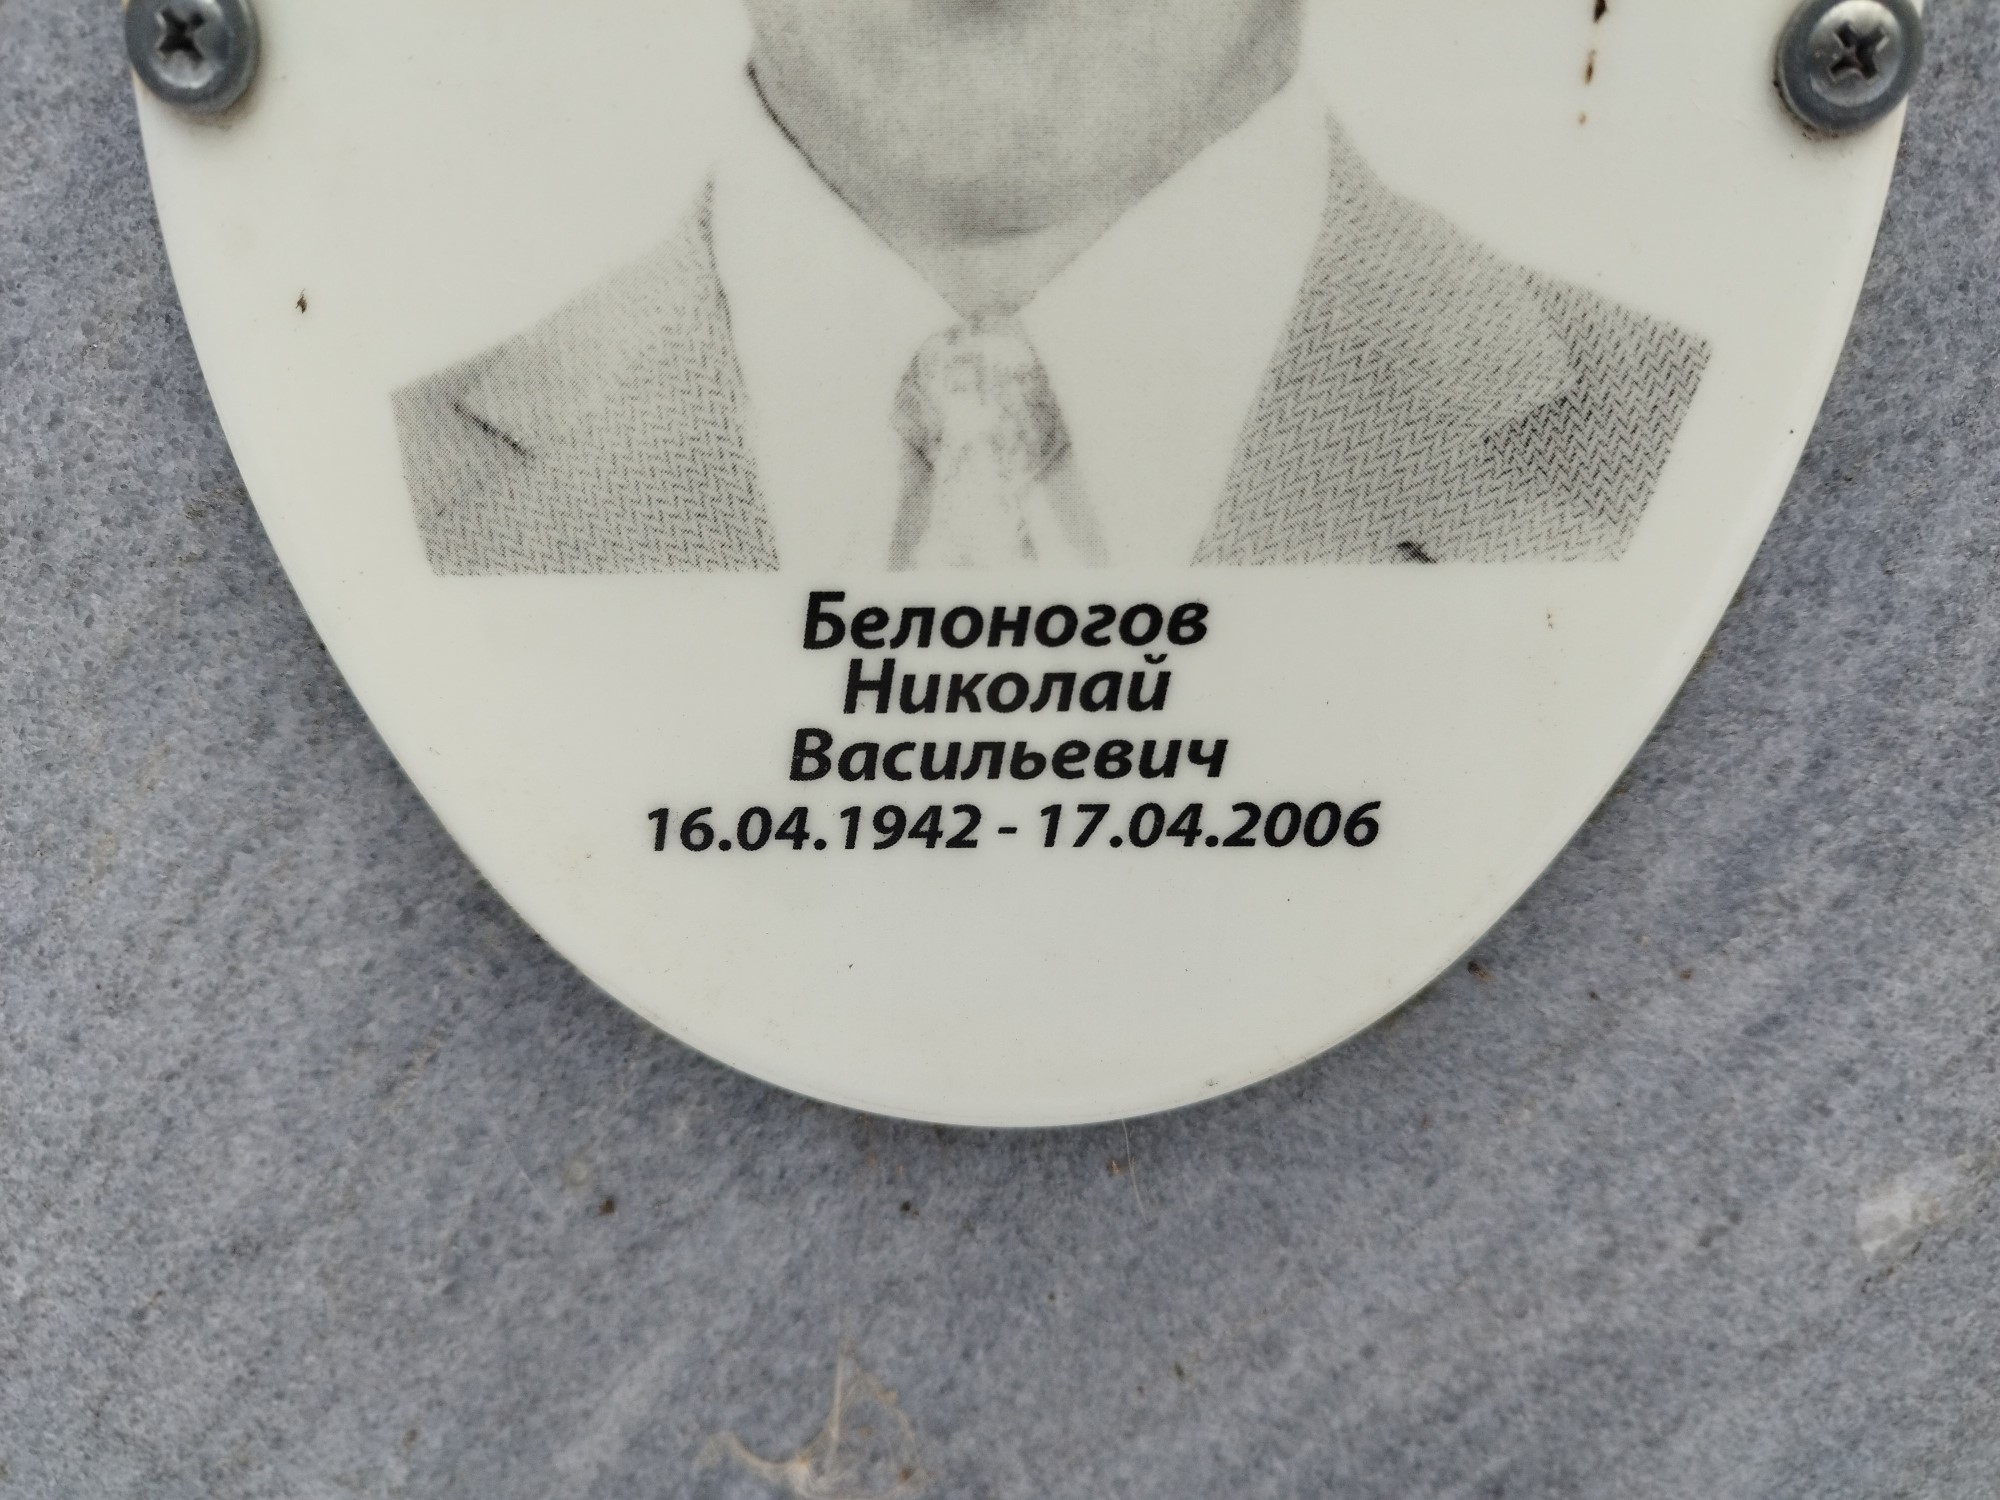 Белоногов
Николай
Васильевич
16.04.1942 - 17.04.2006